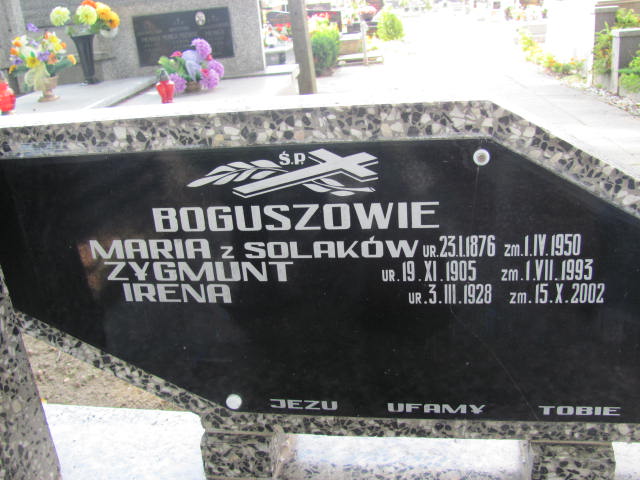 Ś.P.
BOGUSZOWIE
MARIA z SOLAKÓW UR. 23.I.1876 zm. 1.IV.1950
ZYGMUNT UR. 19.XI.1905 zm. 1.VII.1993
IRENA UR. 3.III.1928 zm. 15.X.2002
JEZU UFAMY TOBIE